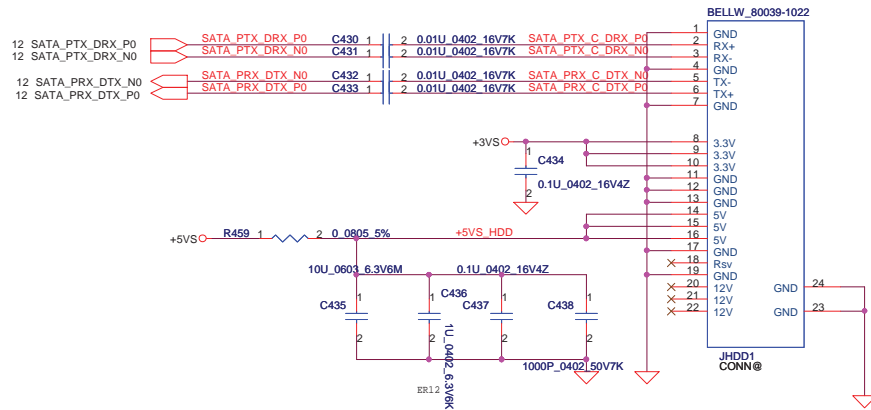 BELLW_80039-1022
12 SATA_PTX_DRX_P0 SATA_PTX_DRX_P0 C430 1 2 0.01U_0402_16V7K SATA_PTX_C_DRX_P0
12 SATA_PTX_DRX_N0 SATA_PTX_DRX_N0 C431 1 2 0.01U_0402_16V7K SATA_PTX_C_DRX_N0
12 SATA_PRX_DTX_N0 SATA_PRX_DTX_N0 C432 1 2 0.01U_0402_16V7K SATA_PRX_C_DTX_N0
12 SATA_PRX_DTX_P0 SATA_PRX_DTX_P0 C433 1 2 0.01U_0402_16V7K SATA_PRX_C_DTX_P0
1 GND
2 RX+
3 RX-
4 GND
5 TX-
6 TX+
7 GND
+3VS
8 3.3V
9 3.3V
10 3.3V
1 C434
2 0.1U_0402_16V4Z
11 GND
12 GND
13 GND
14 5V
15 5V
16 5V
17 GND
18 Rsv
19 GND
20 12V
21 12V
22 12V
GND 24
GND 23
+5VS R459 1 2 0_0805_5% +5VS_HDD
10U_0603_6.3V6M 0.1U_0402_16V4Z
1 C435 2
1 C436 2
1 C437 2
1 C438 2
1U_0402_6.3V6K
1000P_0402_50V7K
ER12
JHDD1
CONN@